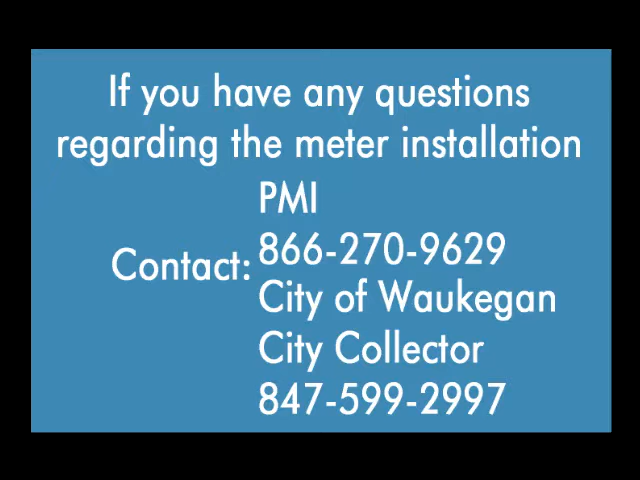 If you have any questions
regarding the meter installation
PMI
866-270-9629
Contact:
City of Waukegan
City Collector
847-599-2997